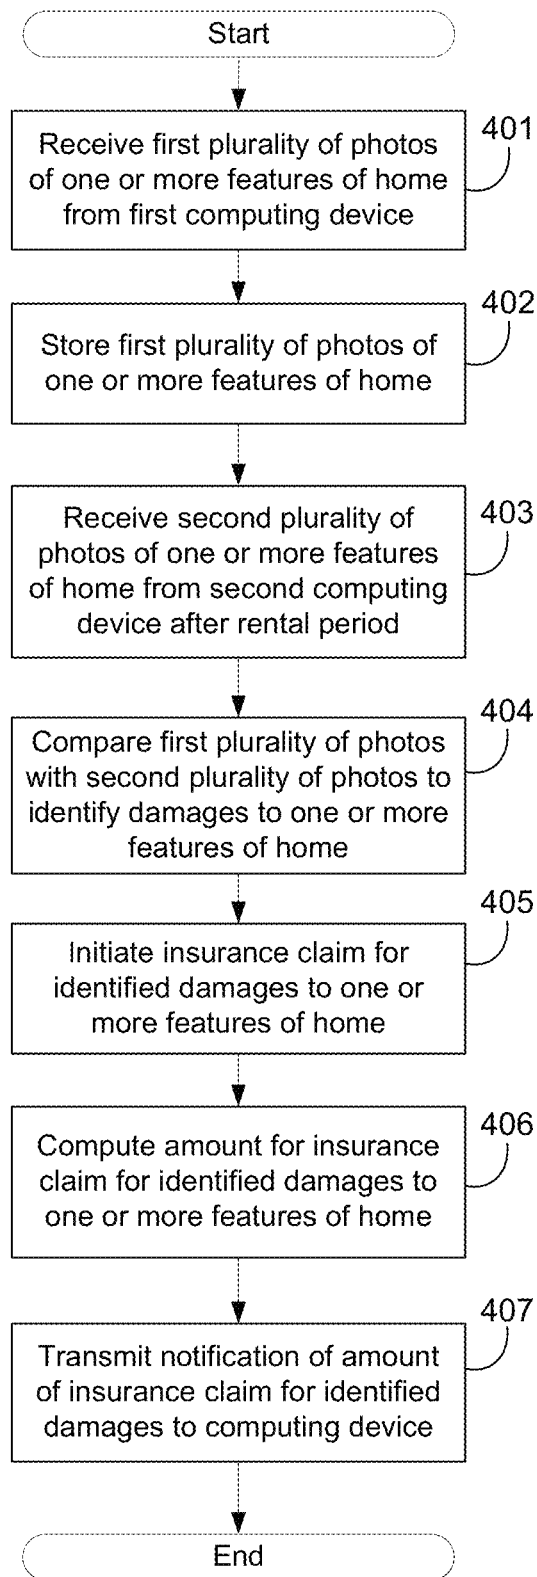 Start
401
Receive first plurality of photos
of one or more features of home
from first computing device
402
Store first plurality of photos of
one or more features of home
403
Receive second plurality of
photos of one or more features
of home from second computing
device after rental period
404
Compare first plurality of photos
with second plurality of photos to
identify damages to one or more
features of home
405
Initiate insurance claim for
identified damages to one or
more features of home
406
Compute amount for insurance
claim for identified damages to
one or more features of home
407
Transmit notification of amount
of insurance claim for identified
damages to computing device
End